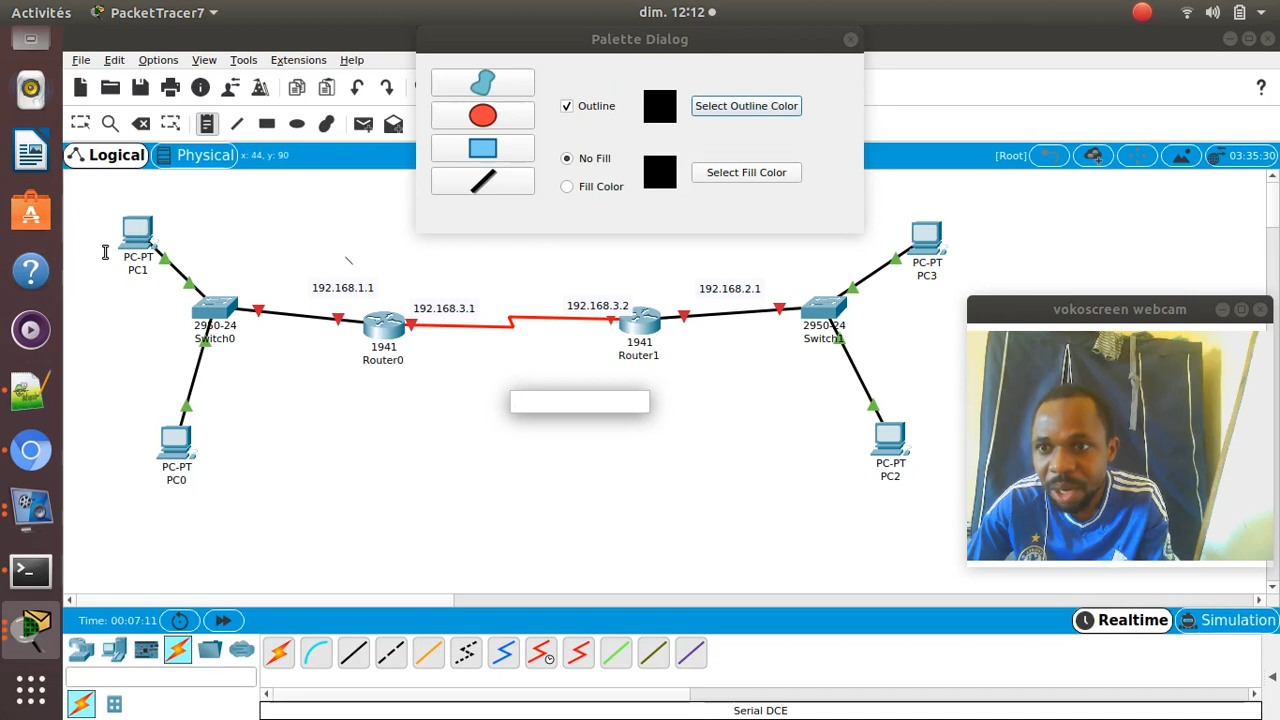 Activités
PacketTracer7
dim. 12:12
File Edit Options View Tools Extensions Help
Palette Dialog
Outline
Select Outline Color
No Fill
Fill Color
Select Fill Color
Logical
Physical
x: 44, y: 90
[Root]
03:35:30
PC-PT
PC1
PC-PT
PC3
192.168.1.1
192.168.3.1
192.168.3.2
192.168.2.1
2950-24
Switch0
1941
Router0
1941
Router1
2950-24
Switch1
PC-PT
PC0
PC-PT
PC2
vokoscreen webcam
Time: 00:07:11
Realtime
Simulation
Serial DCE